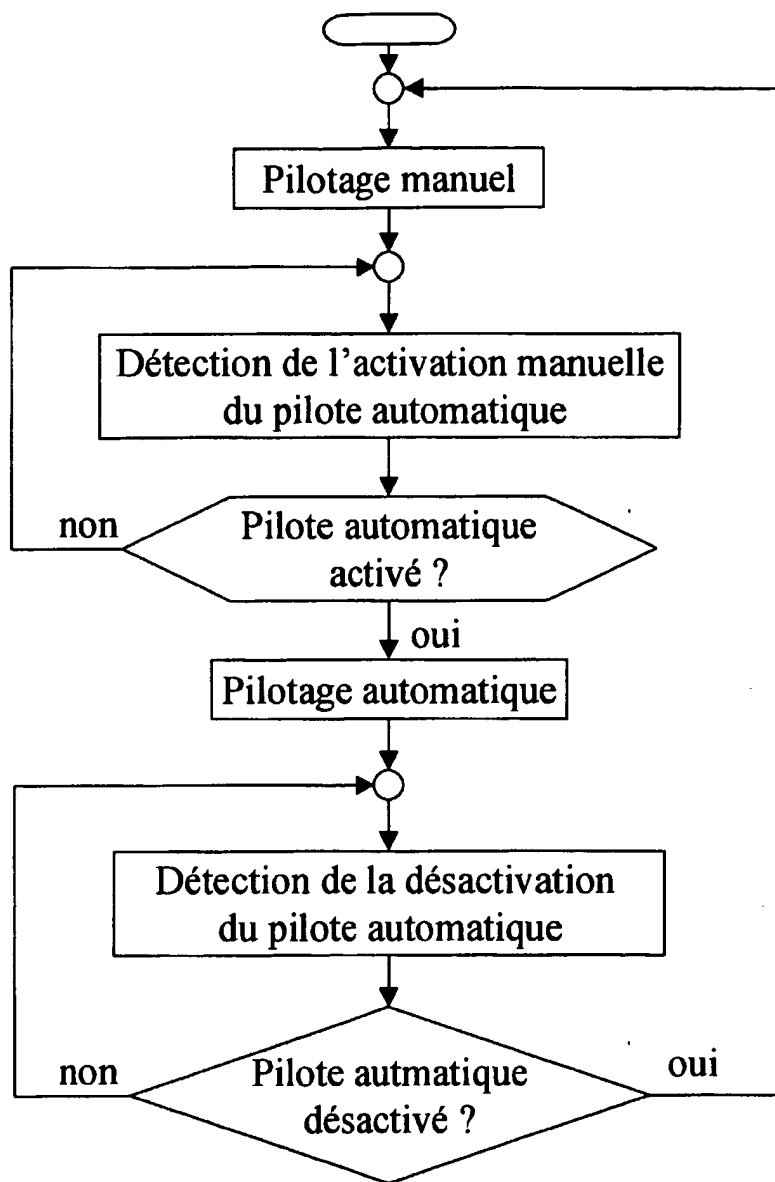 Pilotage manuel
Détection de l'activation manuelle
du pilote automatique
non
Pilote automatique
activé ?
oui
Pilotage automatique
Détection de la désactivation
du pilote automatique
non
Pilote autmatique
désactivé ?
oui